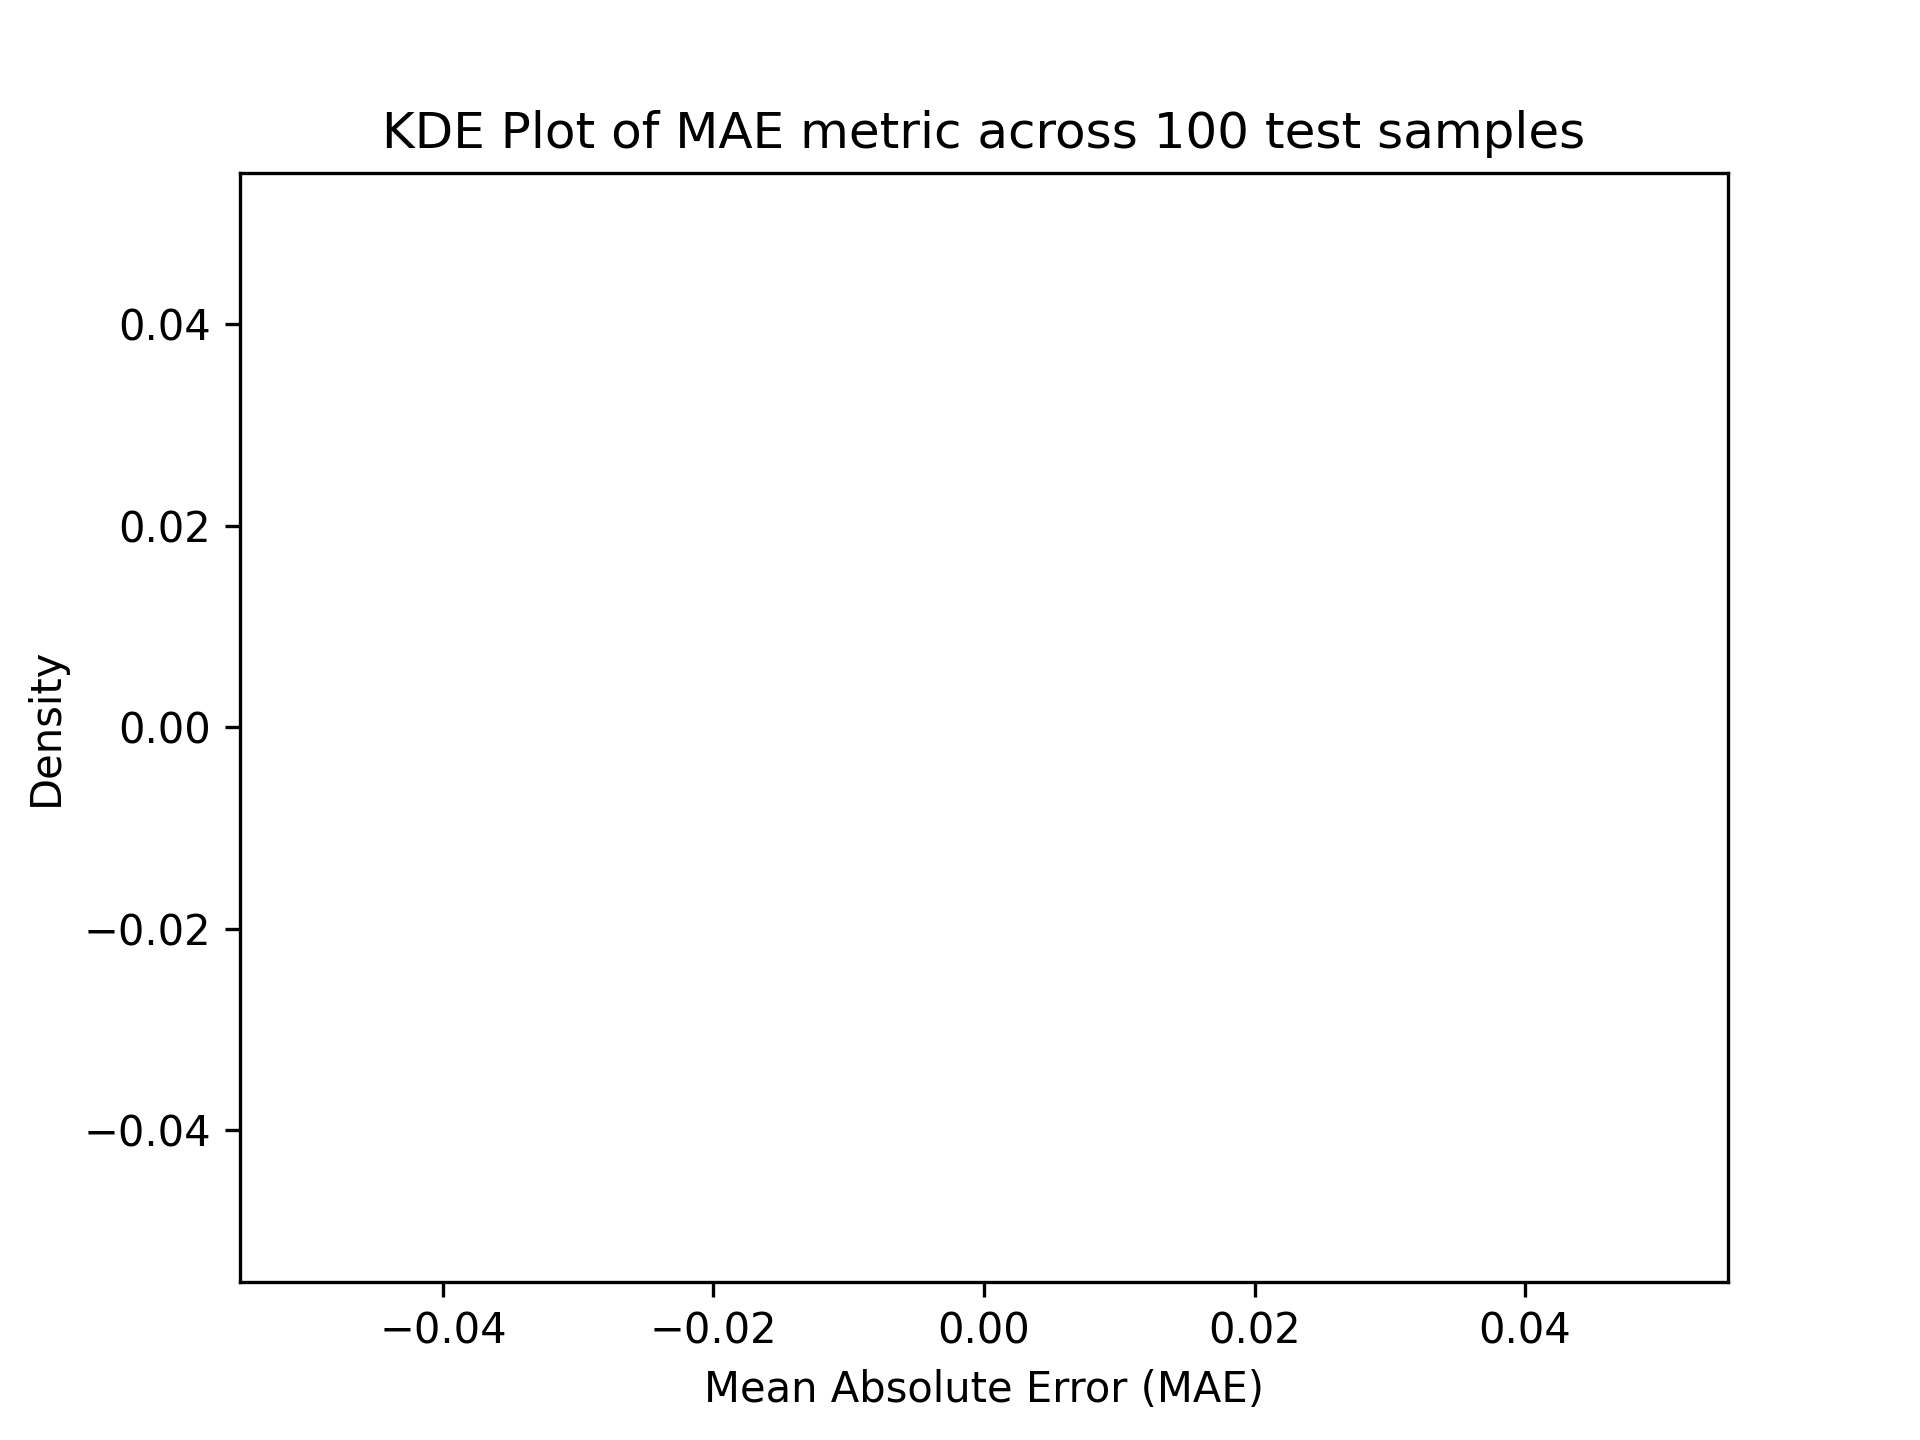 KDE Plot of MAE metric across 100 test samples
0.04
0.02
0.00
−0.02
−0.04
Density
−0.04 −0.02 0.00 0.02 0.04
Mean Absolute Error (MAE)